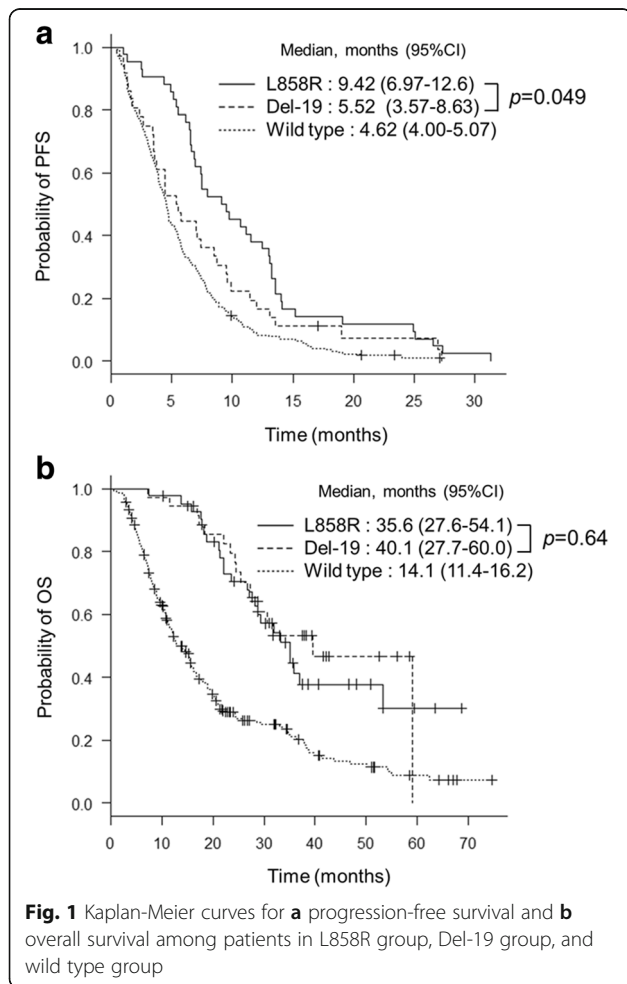 a
Median, months (95%CI)
L858R : 9.42 (6.97-12.6)
Del-19 : 5.52 (3.57-8.63)
p=0.049
Wild type : 4.62 (4.00-5.07)
Probability of PFS
1.0
0.8
0.6
0.4
0.2
0.0
0 5 10 15 20 25 30
Time (months)
b
Median, months (95%CI)
L858R : 35.6 (27.6-54.1)
Del-19 : 40.1 (27.7-60.0)
p=0.64
Wild type : 14.1 (11.4-16.2)
Probability of OS
1.0
0.8
0.6
0.4
0.2
0.0
0 10 20 30 40 50 60 70
Time (months)
Fig. 1 Kaplan-Meier curves for a progression-free survival and b
overall survival among patients in L858R group, Del-19 group, and
wild type group